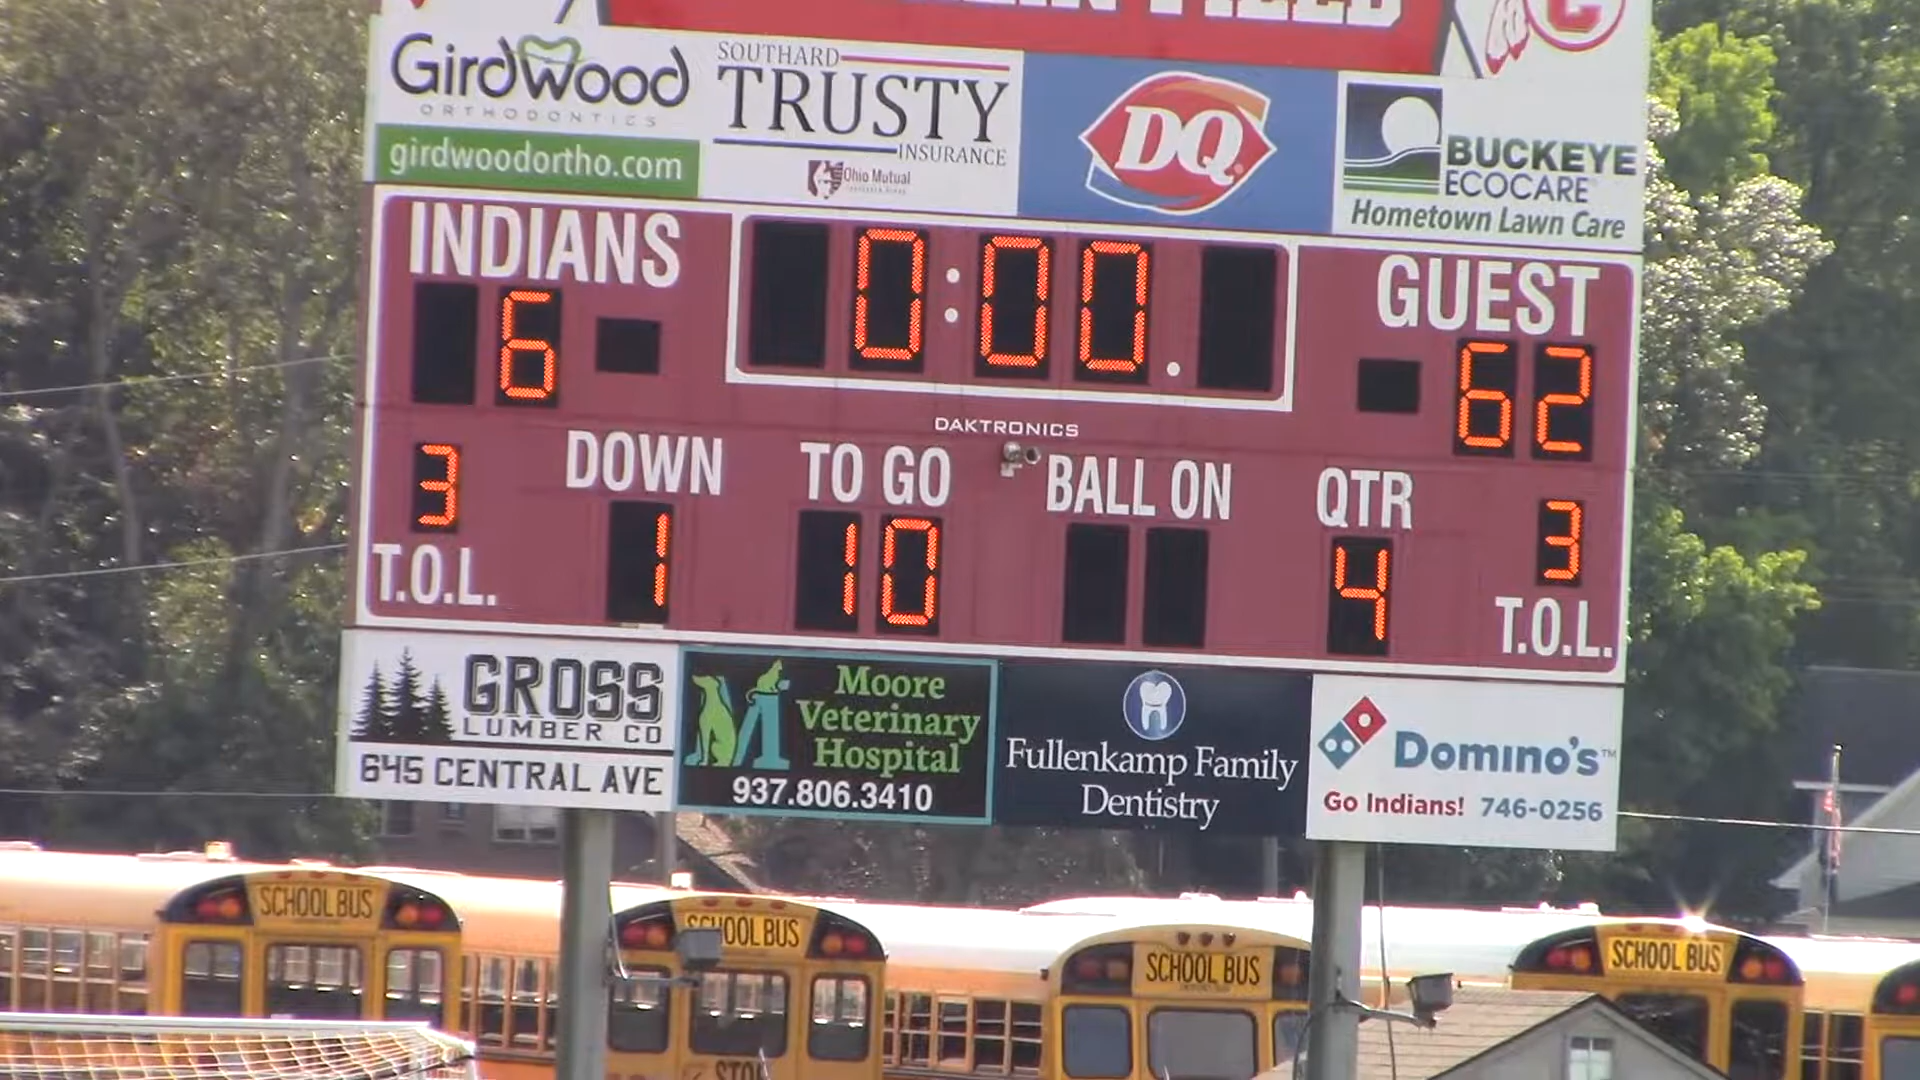 GirdWood
ORTHODONTICS
girdwoodortho.com
SOUTHARD
TRUSTY
INSURANCE
Ohio Mutual
DQ
BUCKEYE
ECOCARE
Hometown Lawn Care
C
INDIANS
6
0:00.
GUEST
62
DAKTRONICS
3
T.O.L.
DOWN
1
TO GO
10
BALL ON
QTR
4
3
T.O.L.
GROSS
LUMBER CO
645 CENTRAL AVE
Moore
Veterinary
Hospital
937.806.3410
Fullenkamp Family
Dentistry
Domino's™
Go Indians! 746-0256
SCHOOL BUS
SCHOOL BUS
SCHOOL BUS
SCHOOL BUS
STOP